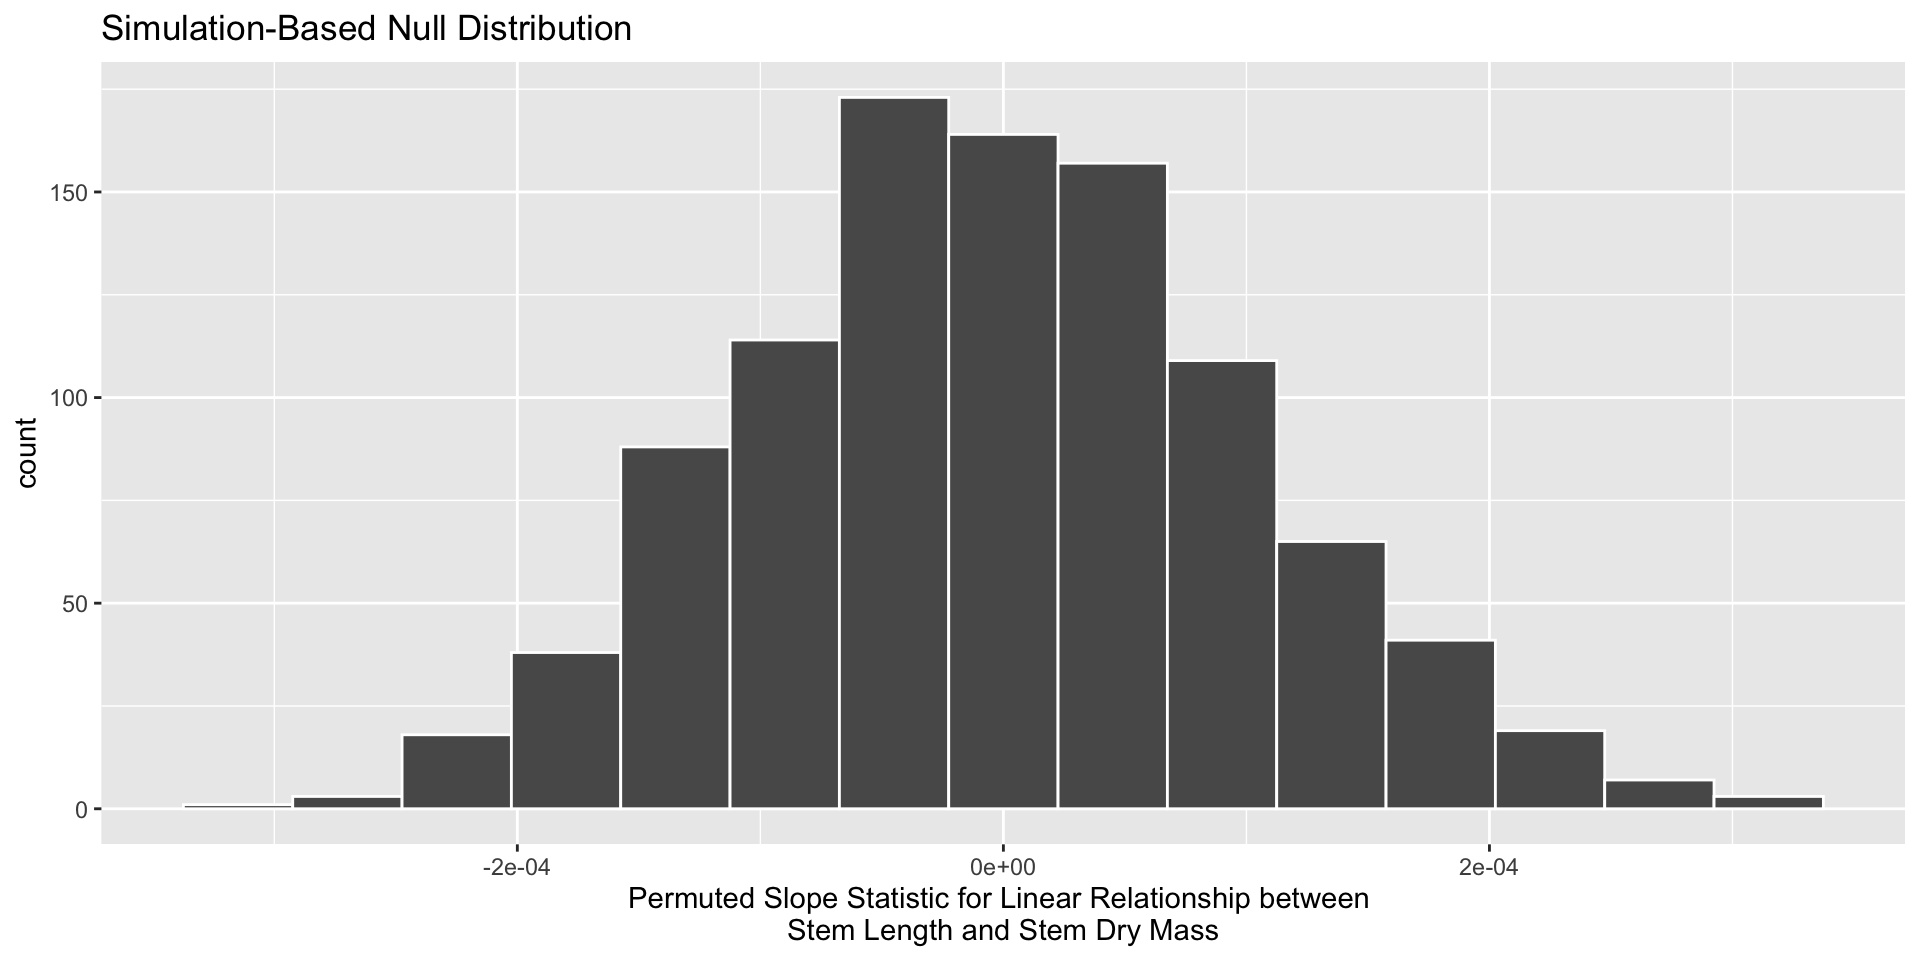 Simulation-Based Null Distribution
150
100
50
0
count
-2e-04
0e+00
2e-04
Permuted Slope Statistic for Linear Relationship between
Stem Length and Stem Dry Mass